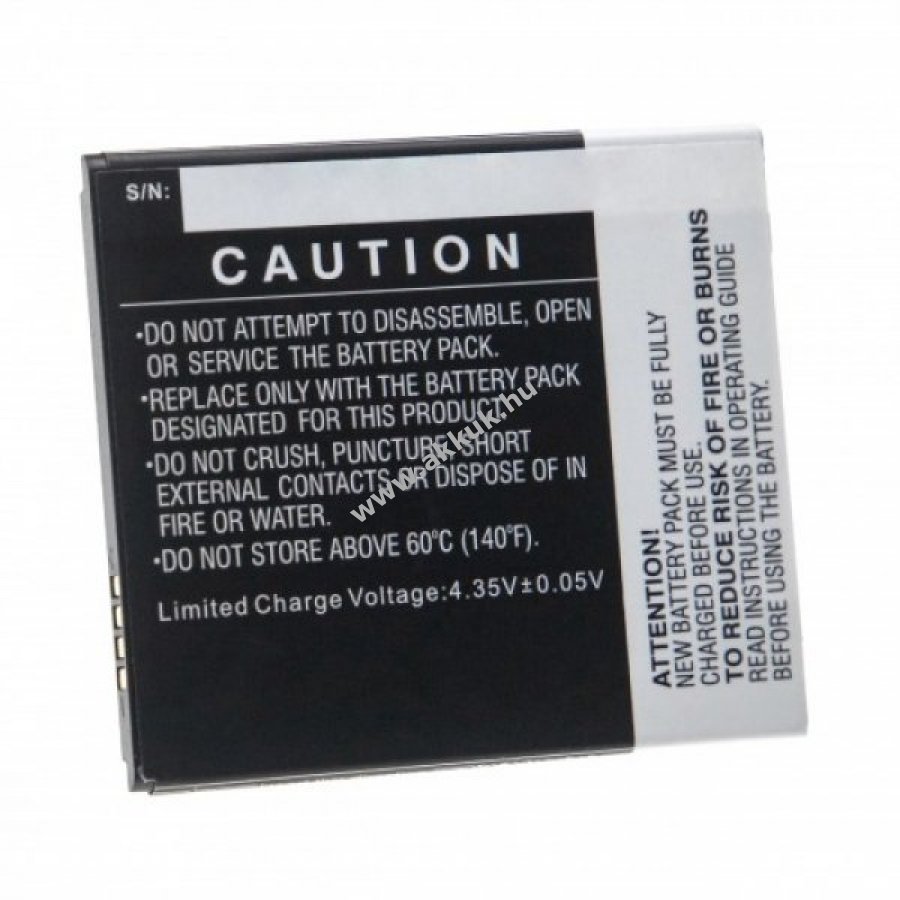 S/N:
CAUTION
•DO NOT ATTEMPT TO DISASSEMBLE, OPEN
OR SERVICE THE BATTERY PACK.
•REPLACE ONLY WITH THE BATTERY PACK
DESIGNATED FOR THIS PRODUCT.
•DO NOT CRUSH, PUNCTURE, SHORT
EXTERNAL CONTACTS OR DISPOSE OF IN
FIRE OR WATER.
•DO NOT STORE ABOVE 60°C (140°F).
Limited Charge Voltage:4.35V±0.05V
ATTENTION!
NEW BATTERY PACK MUST BE FULLY
CHARGED BEFORE USE.
TO REDUCE RISK OF FIRE OR BURNS
READ INSTRUCTIONS IN OPERATING GUIDE
BEFORE USING THE BATTERY.
www.akkuk.hu